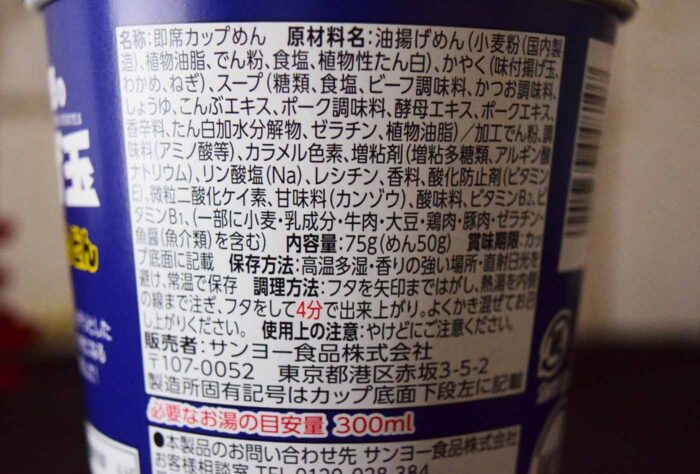 名称:即席カップめん 原材料名:油揚げめん(小麦粉(国内製
造)、植物油脂、でん粉、食塩、植物性たん白)、かやく(味付揚げ玉、
わかめ、ねぎ)、スープ(糖類、食塩、ビーフ調味料、かつお調味料、
しょうゆ、こんぶエキス、ポーク調味料、酵母エキス、ポークエキス、
香辛料、たん白加水分解物、ゼラチン、植物油脂)/加工でん粉、調
味料(アミノ酸等)、カラメル色素、増粘剤(増粘多糖類、アルギン酸
ナトリウム)、リン酸塩(Na)、レシチン、香料、酸化防止剤(ビタミン
E)、微粒二酸化ケイ素、甘味料(カンゾウ)、酸味料、ビタミンB2、ビ
タミンB1、(一部に小麦・乳成分・牛肉・大豆・鶏肉・豚肉・ゼラチン・
魚醤(魚介類)を含む) 内容量:75g(めん50g) 賞味期限:カッ
プ底面に記載 保存方法:高温多湿・香りの強い場所・直射日光を
避け、常温で保存 調理方法:フタを矢印まではがし、熱湯を内側
の線まで注ぎ、フタをして4分で出来上がり。よくかき混ぜてお召
し上がりください。 使用上の注意:やけどにご注意ください。
販売者:サンヨー食品株式会社
〒107-0052 東京都港区赤坂3-5-2
製造所固有記号はカップ底面下段左に記載
必要なお湯の目安量 300ml
●本製品のお問い合わせ先 サンヨー食品株式会社
お客様相談室 TEL 0120-028-384
の
玉